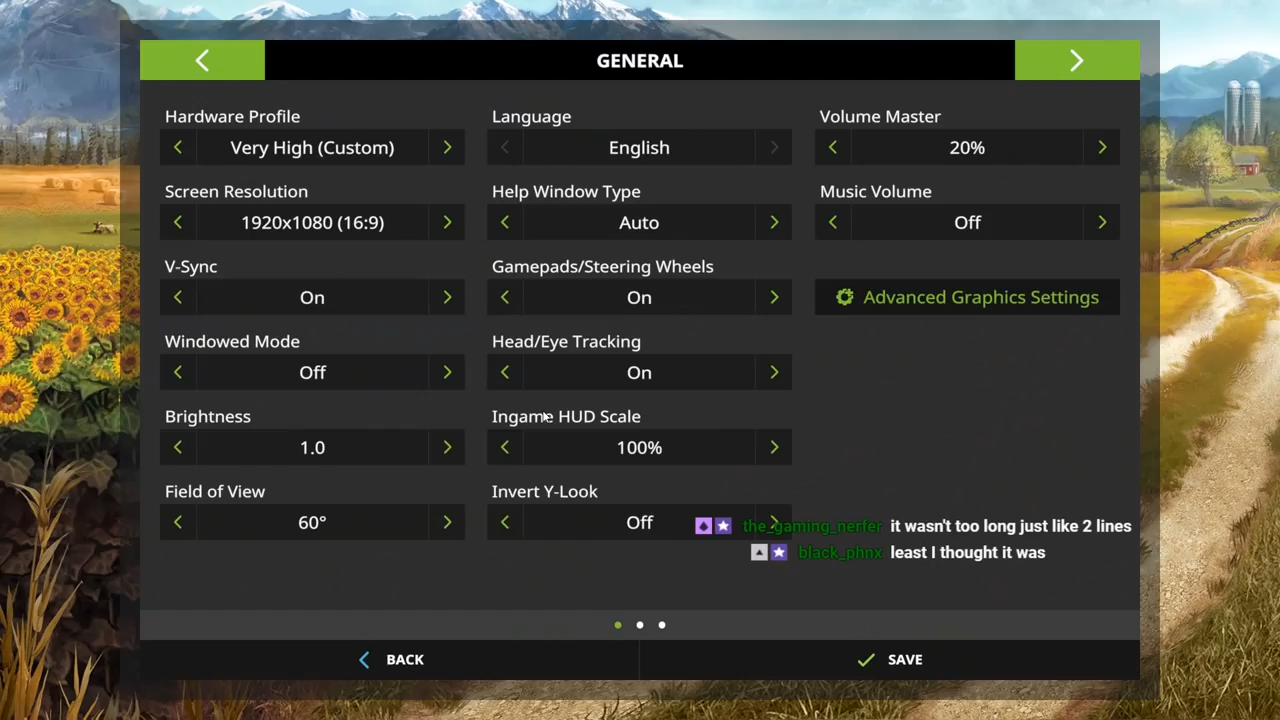 GENERAL
Hardware Profile
Very High (Custom)
Screen Resolution
1920x1080 (16:9)
V-Sync
On
Windowed Mode
Off
Brightness
1.0
Field of View
60°
Language
English
Help Window Type
Auto
Gamepads/Steering Wheels
On
Head/Eye Tracking
On
Ingame HUD Scale
100%
Invert Y-Look
Off
Volume Master
20%
Music Volume
Off
Advanced Graphics Settings
the_gaming_nerfer it wasn't too long just like 2 lines
black_phnx least I thought it was
BACK
SAVE